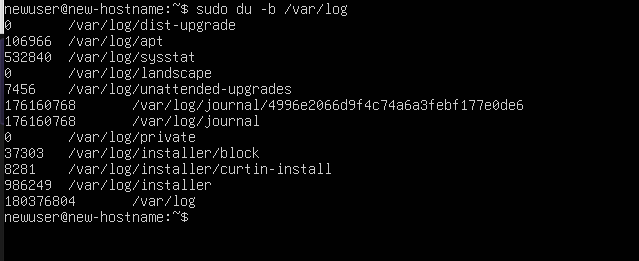 newuser@new-hostname:~$ sudo du -b /var/log
0       /var/log/dist-upgrade
106966  /var/log/apt
532840  /var/log/sysstat
0       /var/log/landscape
7456    /var/log/unattended-upgrades
176160768       /var/log/journal/4996e2066d9f4c74a6a3febf177e0de6
176160768       /var/log/journal
0       /var/log/private
37303   /var/log/installer/block
8281    /var/log/installer/curtin-install
986249  /var/log/installer
180376804       /var/log
newuser@new-hostname:~$